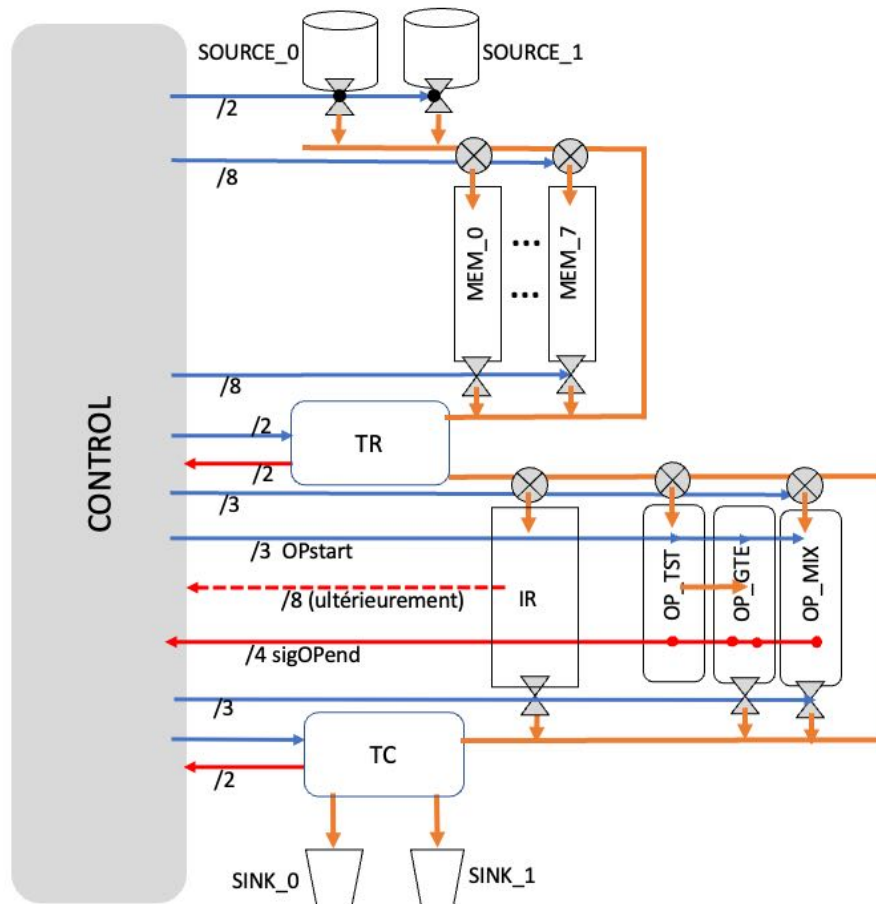 SOURCE_0
SOURCE_1
/2
/8
MEM_0
...
MEM_7
...
/8
CONTROL
/2
TR
/2
/3
/3 OPstart
OP_TST
OP_GTE
OP_MIX
/8 (ultérieurement)
IR
/4 sigOPend
/3
TC
/2
SINK_0
SINK_1